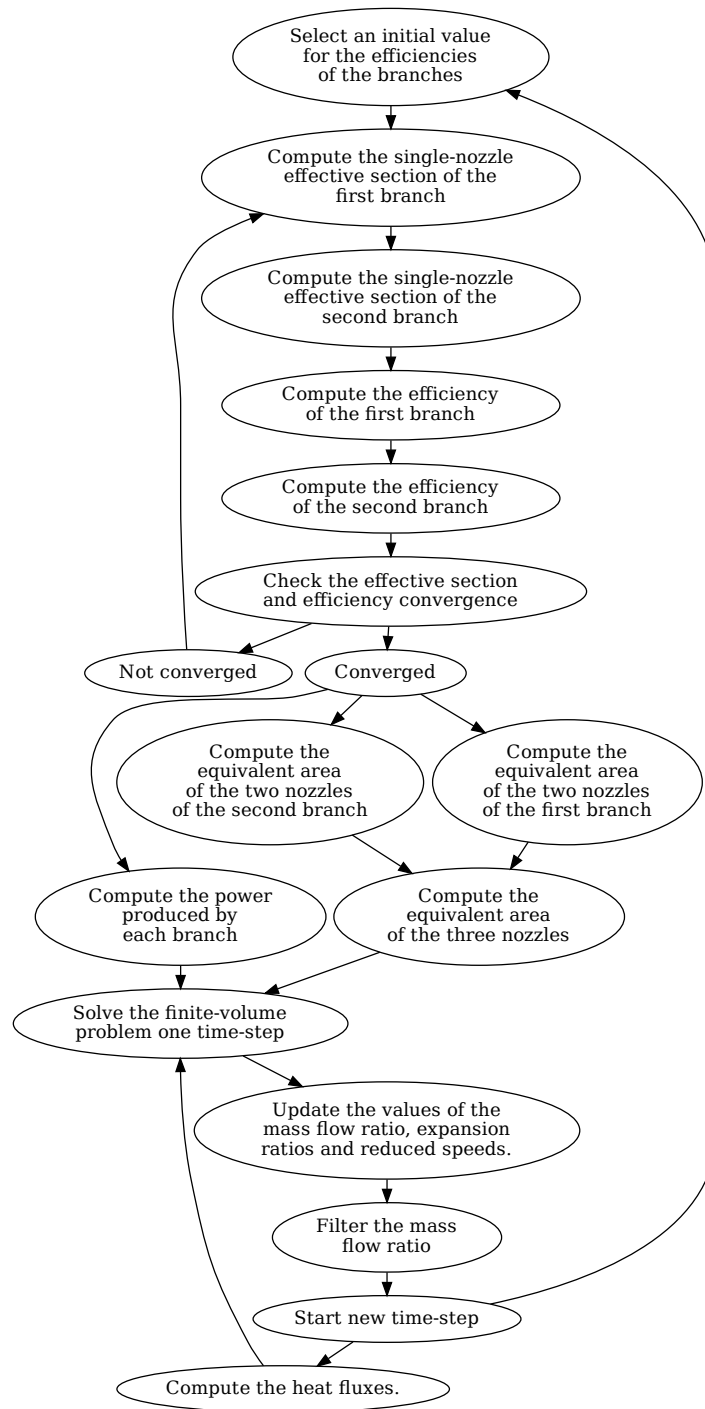 Select an initial value
for the efficiencies
of the branches
Compute the single-nozzle
effective section of the
first branch
Compute the single-nozzle
effective section of the
second branch
Compute the efficiency
of the first branch
Compute the efficiency
of the second branch
Check the effective section
and efficiency convergence
Not converged
Converged
Compute the
equivalent area
of the two nozzles
of the second branch
Compute the
equivalent area
of the two nozzles
of the first branch
Compute the power
produced by
each branch
Compute the
equivalent area
of the three nozzles
Solve the finite-volume
problem one time-step
Update the values of the
mass flow ratio, expansion
ratios and reduced speeds.
Filter the mass
flow ratio
Start new time-step
Compute the heat fluxes.